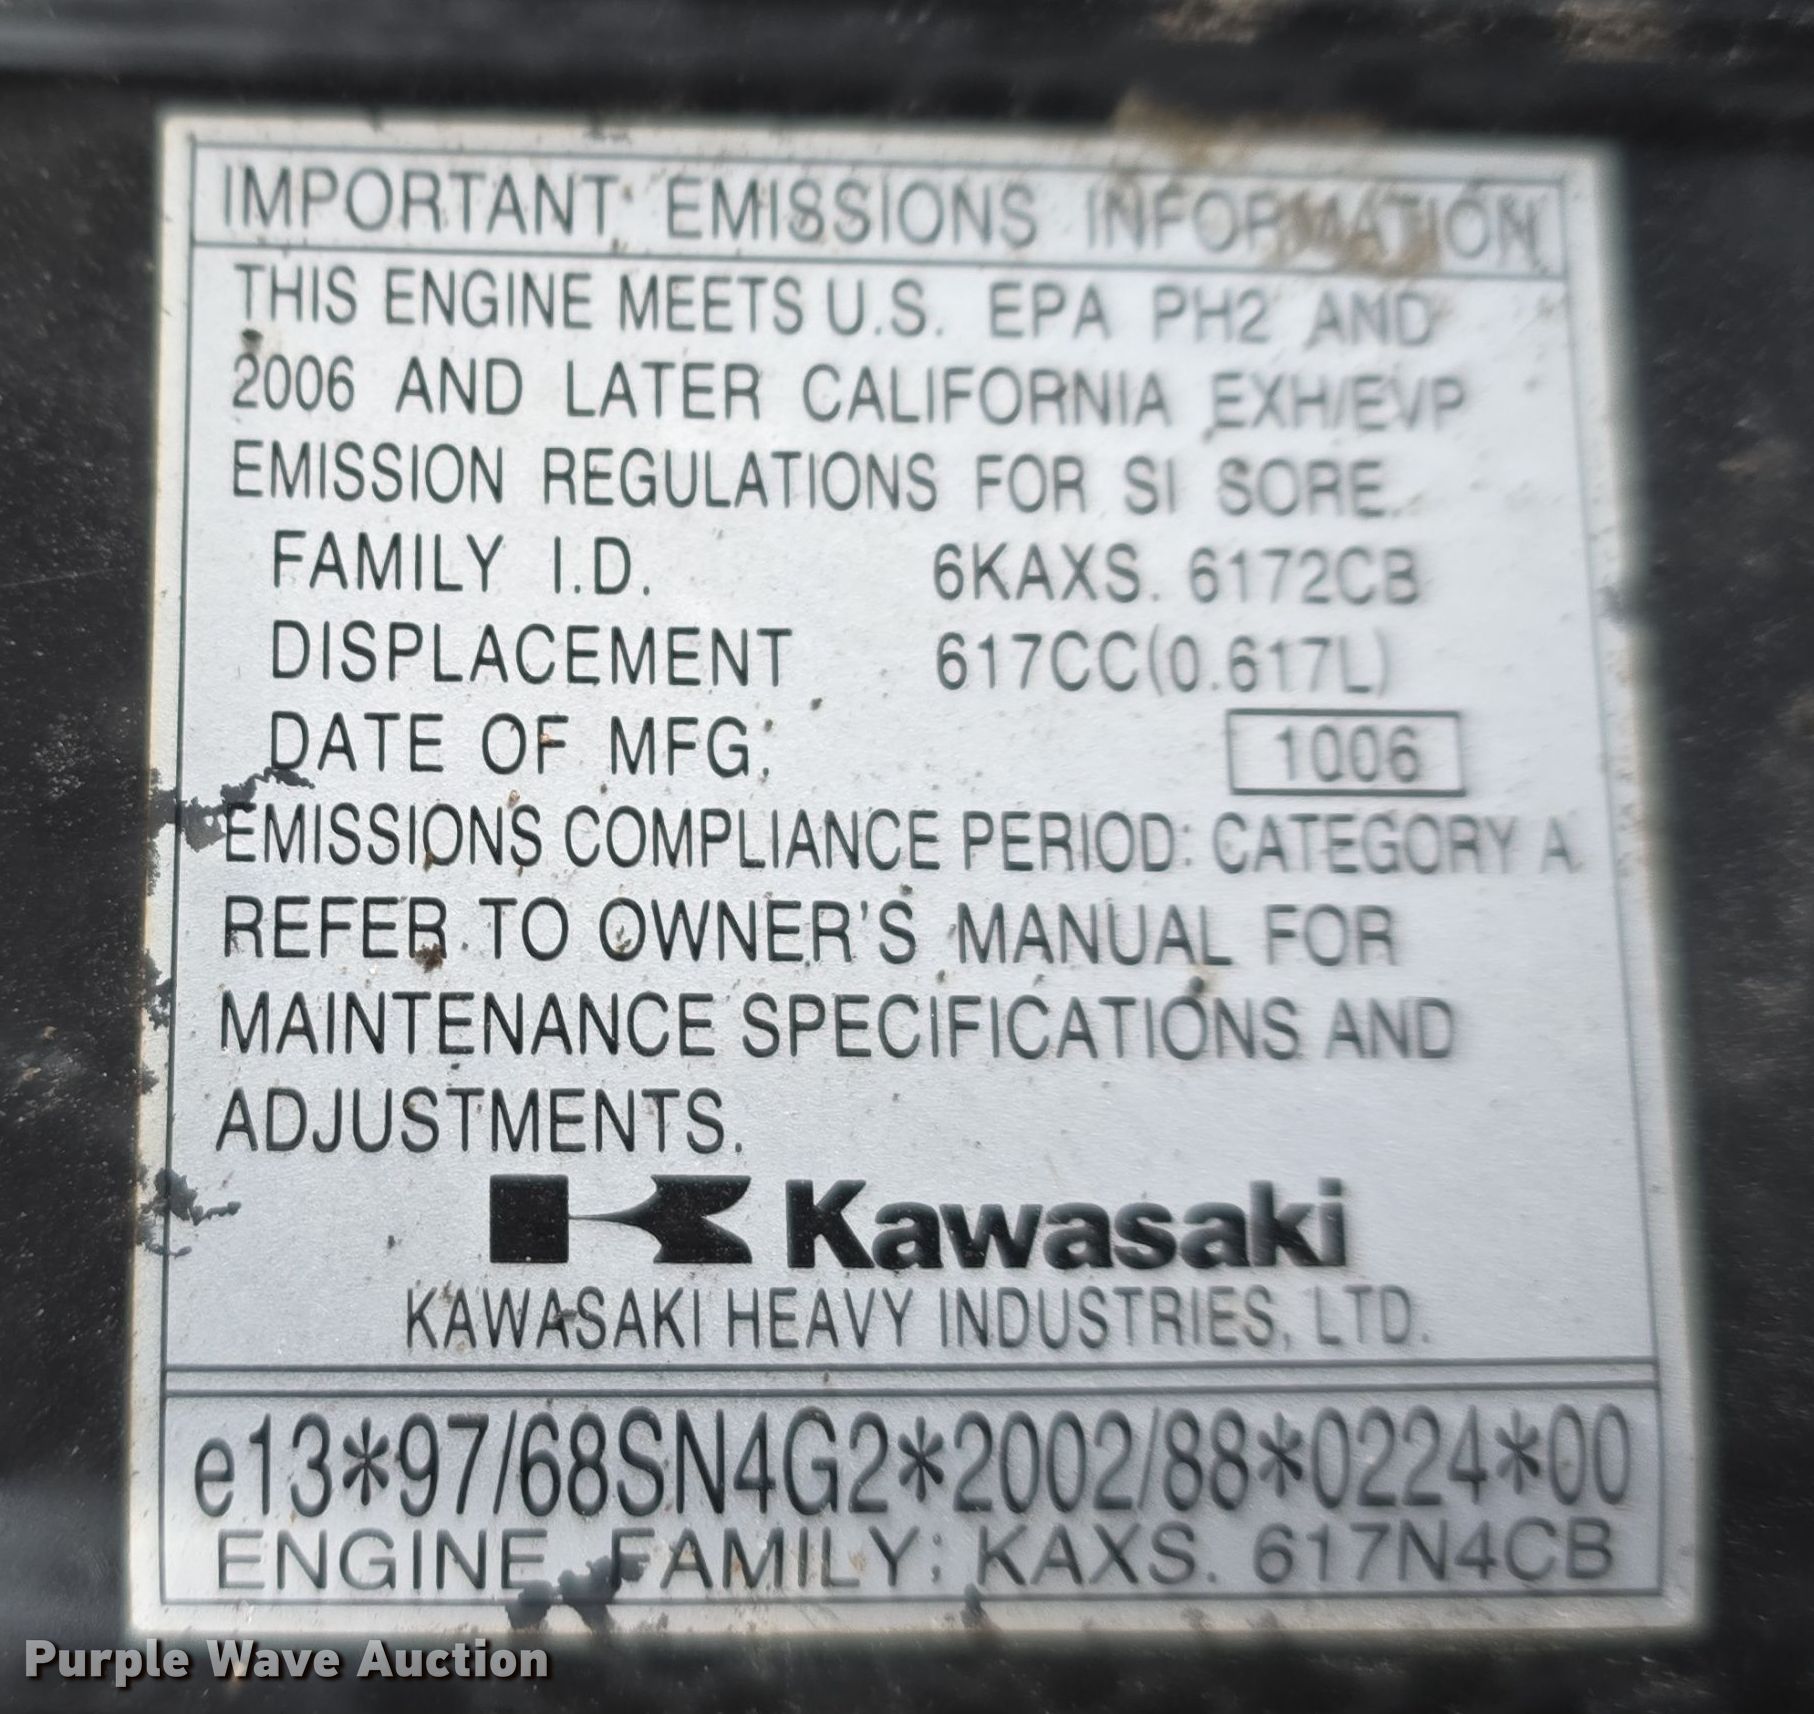 IMPORTANT EMISSIONS INFORMATION
THIS ENGINE MEETS U.S. EPA PH2 AND
2006 AND LATER CALIFORNIA EXH/EVP
EMISSION REGULATIONS FOR SI SORE.
FAMILY I.D. 6KAXS. 6172CB
DISPLACEMENT 617CC(0.617L)
DATE OF MFG. 1006
EMISSIONS COMPLIANCE PERIOD: CATEGORY A
REFER TO OWNER'S MANUAL FOR
MAINTENANCE SPECIFICATIONS AND
ADJUSTMENTS.
Kawasaki
KAWASAKI HEAVY INDUSTRIES, LTD.
e13*97/68SN4G2*2002/88*0224*00
ENGINE FAMILY: KAXS. 617N4CB
Purple Wave Auction